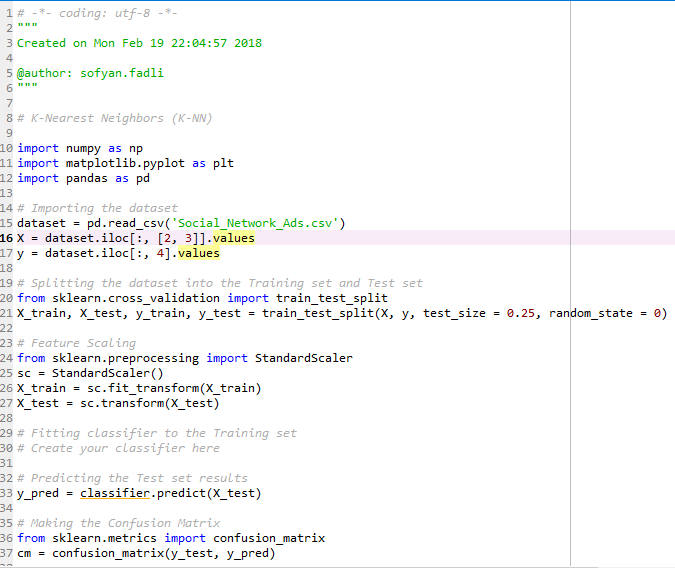 1 # -*- coding: utf-8 -*-
2 """
3 Created on Mon Feb 19 22:04:57 2018
4
5 @author: sofyan.fadli
6 """
7
8 # K-Nearest Neighbors (K-NN)
9
10 import numpy as np
11 import matplotlib.pyplot as plt
12 import pandas as pd
13
14 # Importing the dataset
15 dataset = pd.read_csv('Social_Network_Ads.csv')
16 X = dataset.iloc[:, [2, 3]].values
17 y = dataset.iloc[:, 4].values
18
19 # Splitting the dataset into the Training set and Test set
20 from sklearn.cross_validation import train_test_split
21 X_train, X_test, y_train, y_test = train_test_split(X, y, test_size = 0.25, random_state = 0)
22
23 # Feature Scaling
24 from sklearn.preprocessing import StandardScaler
25 sc = StandardScaler()
26 X_train = sc.fit_transform(X_train)
27 X_test = sc.transform(X_test)
28
29 # Fitting classifier to the Training set
30 # Create your classifier here
31
32 # Predicting the Test set results
33 y_pred = classifier.predict(X_test)
34
35 # Making the Confusion Matrix
36 from sklearn.metrics import confusion_matrix
37 cm = confusion_matrix(y_test, y_pred)